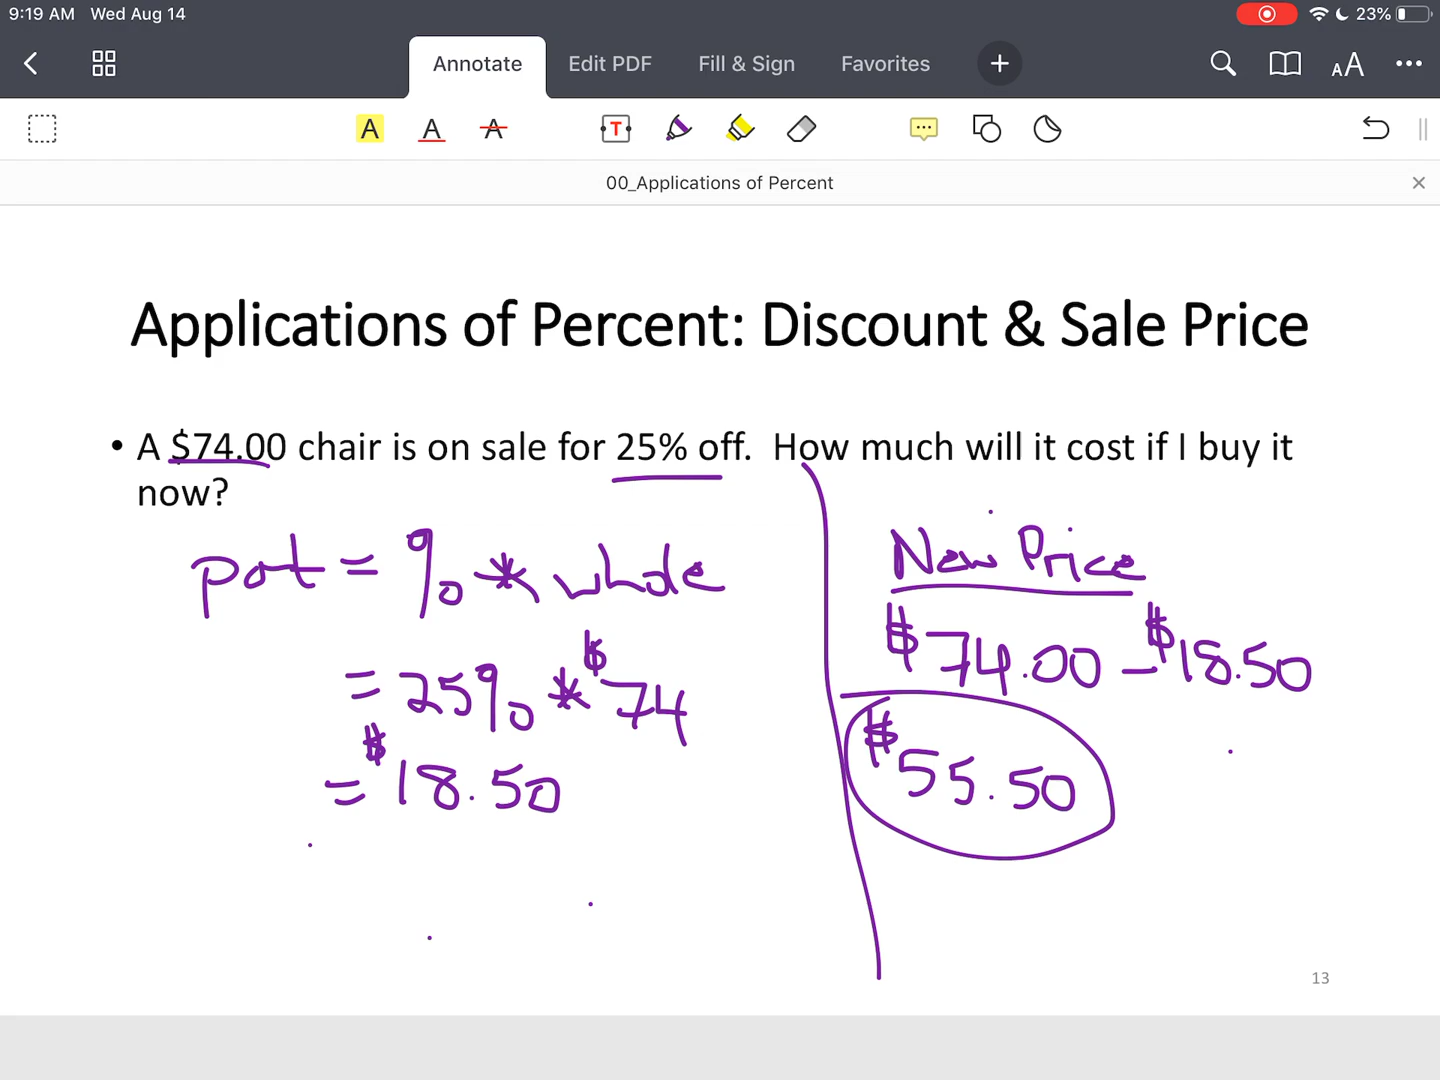 9:19 AM Wed Aug 14 23%
Annotate Edit PDF Fill & Sign Favorites
AA
A A A T
00_Applications of Percent
Applications of Percent: Discount & Sale Price
• A $74.00 chair is on sale for 25% off. How much will it cost if I buy it
now?
part = % * whole
= 25% * $74
= $18.50
New Price
$74.00 - $18.50
$55.50
13